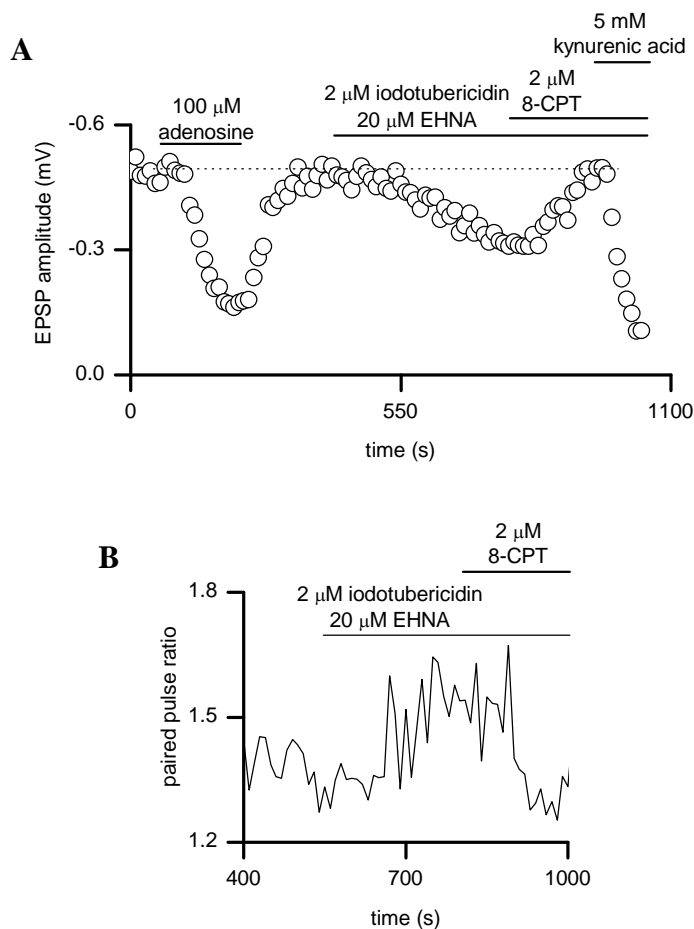 A
5 mM
kynurenic acid
2 μM
8-CPT
2 μM iodotubericidin
20 μM EHNA
100 μM
adenosine
-0.6
-0.3
0.0
EPSP amplitude (mV)
0
550
1100
time (s)
B
2 μM
8-CPT
2 μM iodotubericidin
20 μM EHNA
1.8
1.5
1.2
paired pulse ratio
400
700
1000
time (s)